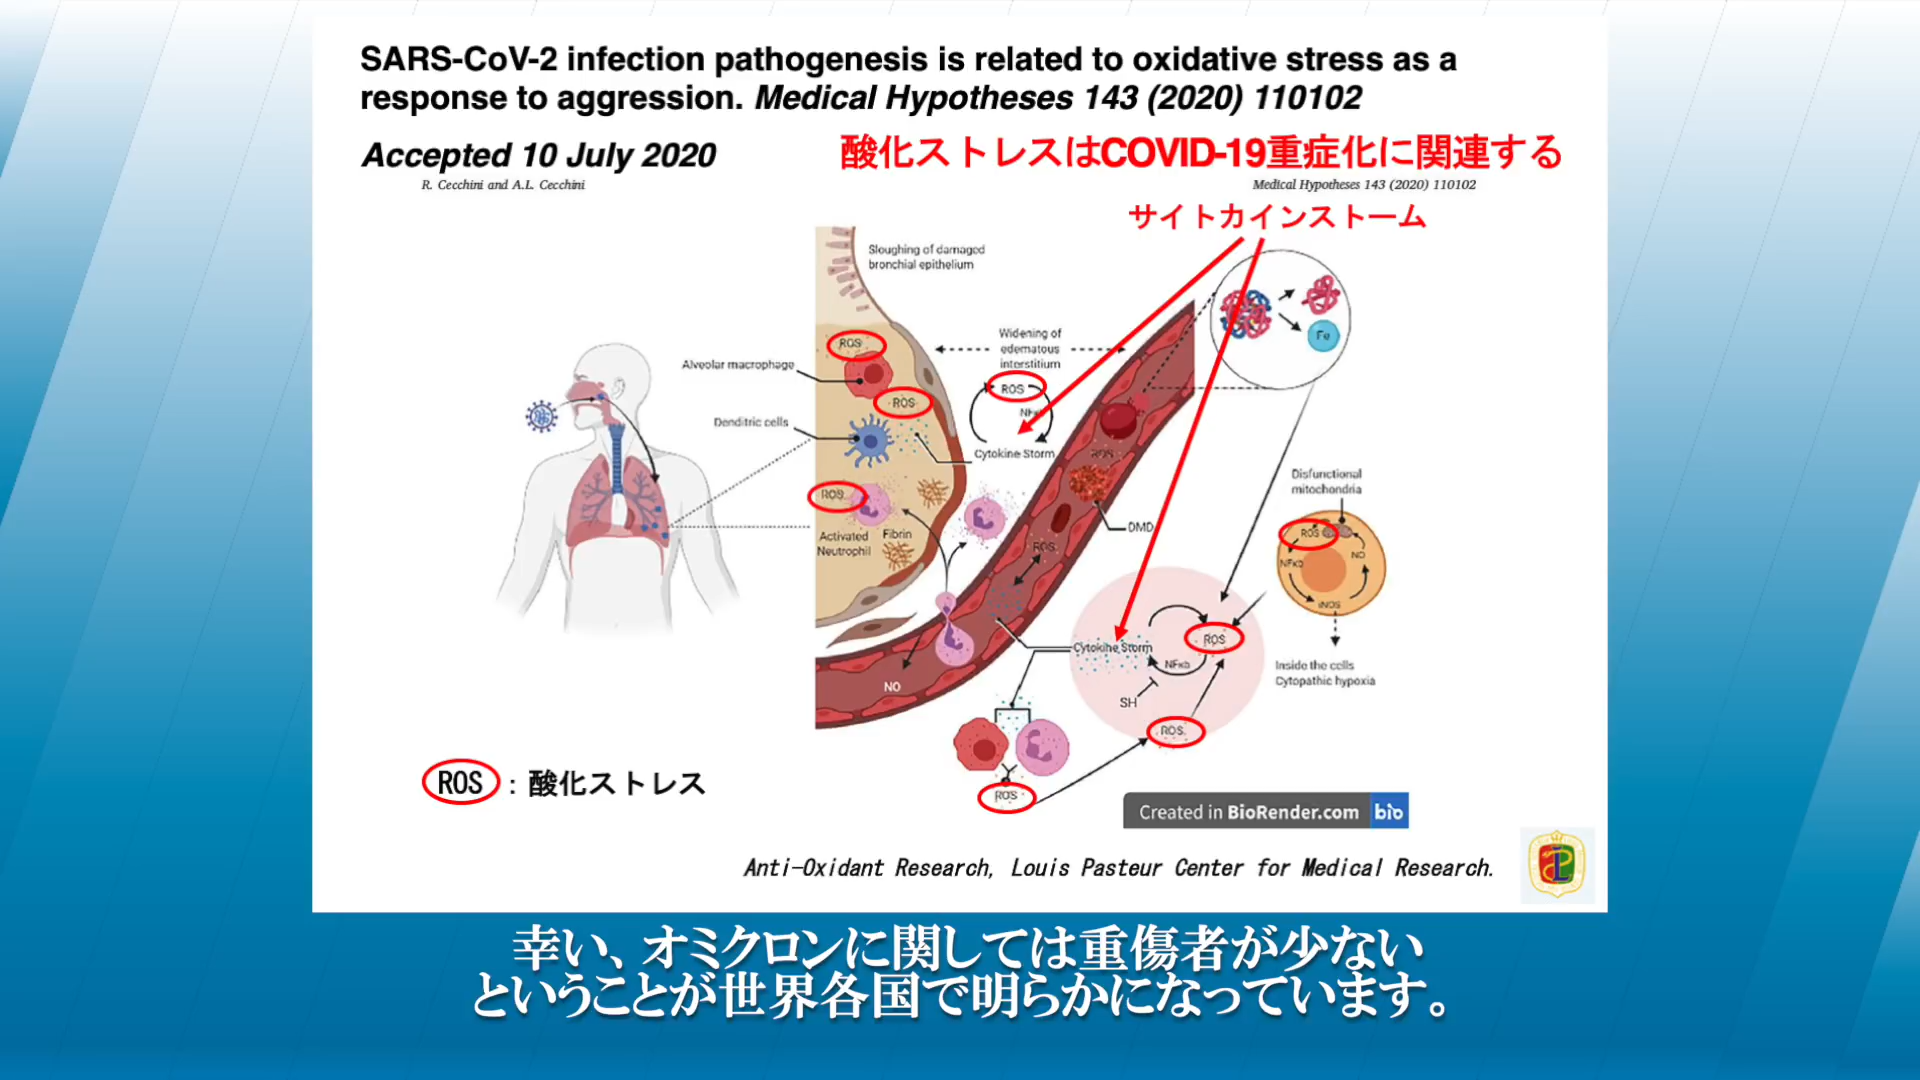 SARS-CoV-2 infection pathogenesis is related to oxidative stress as a
response to aggression. Medical Hypotheses 143 (2020) 110102
Accepted 10 July 2020
酸化ストレスはCOVID-19重症化に関連する
R. Cecchini and A.L. Cecchini
Medical Hypotheses 143 (2020) 110102
サイトカインストーム
Sloughing of damaged
bronchial epithelium
Widening of
edematous
interstitium
Fe
ROS
Alveolar macrophage
ROS
ROS
NFκb
Dendritic cells
Cytokine Storm
ROS
Disfunctional
mitochondria
ROS
DMD
ROS
NO
NFκb
iNOS
Activated
Neutrophil
Fibrin
ROS
Cytokine Storm
ROS
NFκb
SH
Inside the cells
Cytopathic hypoxia
NO
ROS
ROS
ROS : 酸化ストレス
Created in BioRender.com bio
Anti-Oxidant Research, Louis Pasteur Center for Medical Research.
幸い、オミクロンに関しては重傷者が少ない
ということが世界各国で明らかになっています。